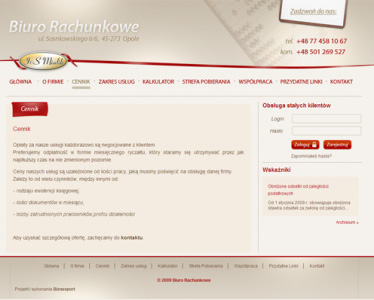 Biuro Rachunkowe
ul. Sosnkowskiego 8/6, 45-273 Opole
Zadzwoń do nas:
tel. +48 77 458 10 67
kom. +48 501 269 527
GŁÓWNA O FIRMIE CENNIK ZAKRES USŁUG KALKULATOR STREFA POBIERANIA WSPÓŁPRACA PRZYDATNE LINKI KONTAKT
Cennik
Cennik
Opłaty za nasze usługi każdorazowo są negocjowane z klientem.
Preferujemy odpłatność w formie miesięcznego ryczałtu, który staramy się utrzymywać przez jak
najdłuższy czas na nie zmienionym poziomie.
Ceny naszych usług są uzależnione od ilości pracy, jaką musimy poświęcić na obsługę danej firmy.
Zależy to od wielu czynników, między innymi od:
- rodzaju ewidencji księgowej,
- ilości dokumentów w miesiącu,
- liczby zatrudnionych pracowników profilu działalności
Aby uzyskać szczegółową ofertę, zachęcamy do kontaktu.
Obsługa stałych klientów
Login
Hasło
Zaloguj
Zarejestruj
Zapomniałeś hasła?
Wskaźniki
Obniżone odsetki od zaległości
podatkowych
Od 1 stycznia 2009 r. obowiązuje obniżona
stawka odsetek za zwłokę od zaległości.
Archiwum »
Główna | O firmie | Cennik | Zakres usług | Kalkulator | Strefa Pobierania | Współpraca | Przydatne Linki | Kontakt
© 2009 Biuro Rachunkowe
Projekt i wykonanie